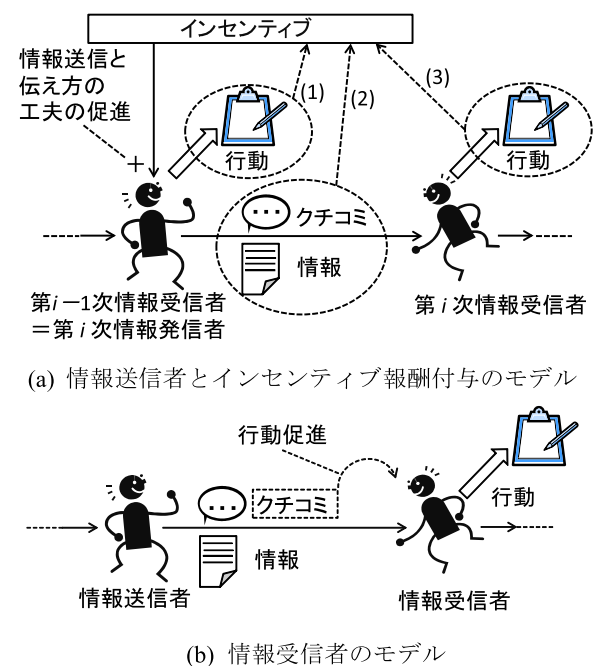 インセンティブ
情報送信と
伝え方の
工夫の促進
(1)
(2)
(3)
+
行動
行動
クチコミ
情報
第i−1次情報受信者
＝第 i 次情報発信者
第 i 次情報受信者
(a) 情報送信者とインセンティブ報酬付与のモデル
行動促進
クチコミ
行動
情報
情報送信者
情報受信者
(b) 情報受信者のモデル